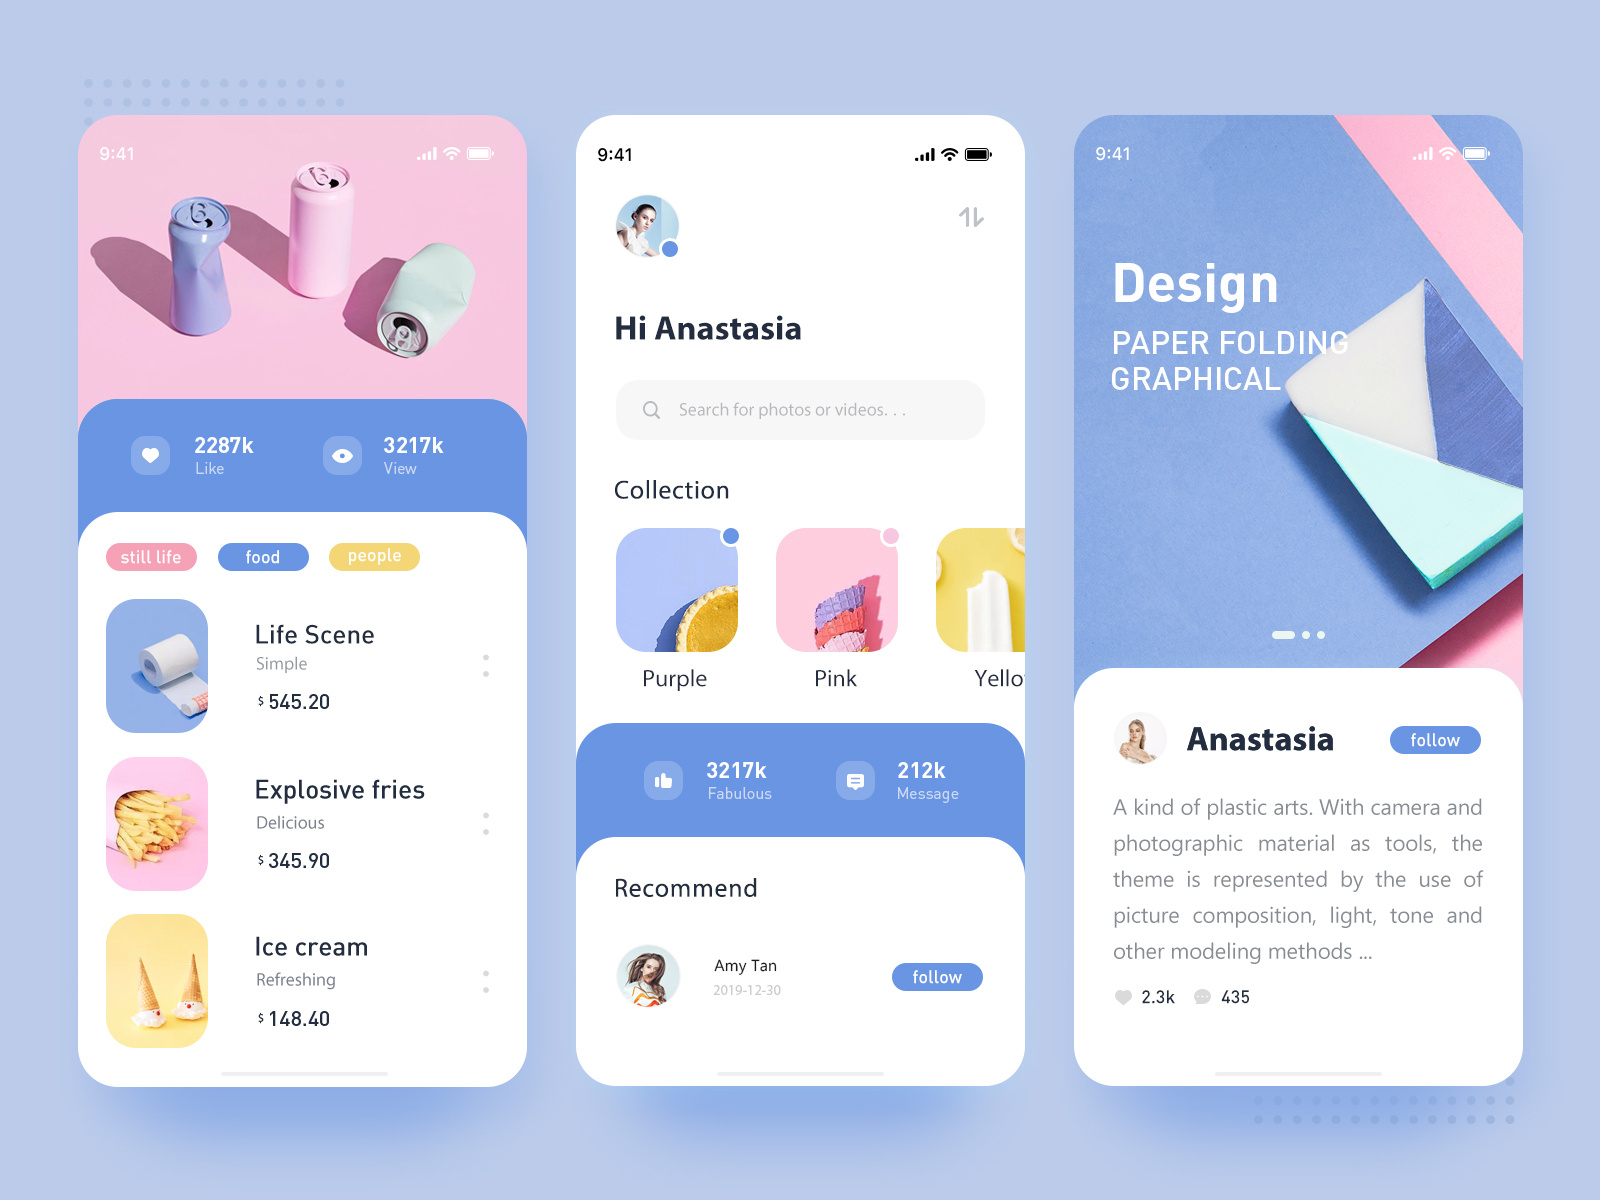 9:41
2287k
Like
3217k
View
still life
food
people
Life Scene
Simple
$ 545.20
Explosive fries
Delicious
$ 345.90
Ice cream
Refreshing
$ 148.40
9:41
Hi Anastasia
Search for photos or videos. . .
Collection
Purple
Pink
Yello
3217k
Fabulous
212k
Message
Recommend
Amy Tan
2019-12-30
follow
9:41
Design
PAPER FOLDING
GRAPHICAL
Anastasia
follow
A kind of plastic arts. With camera and
photographic material as tools, the
theme is represented by the use of
picture composition, light, tone and
other modeling methods ...
2.3k
435